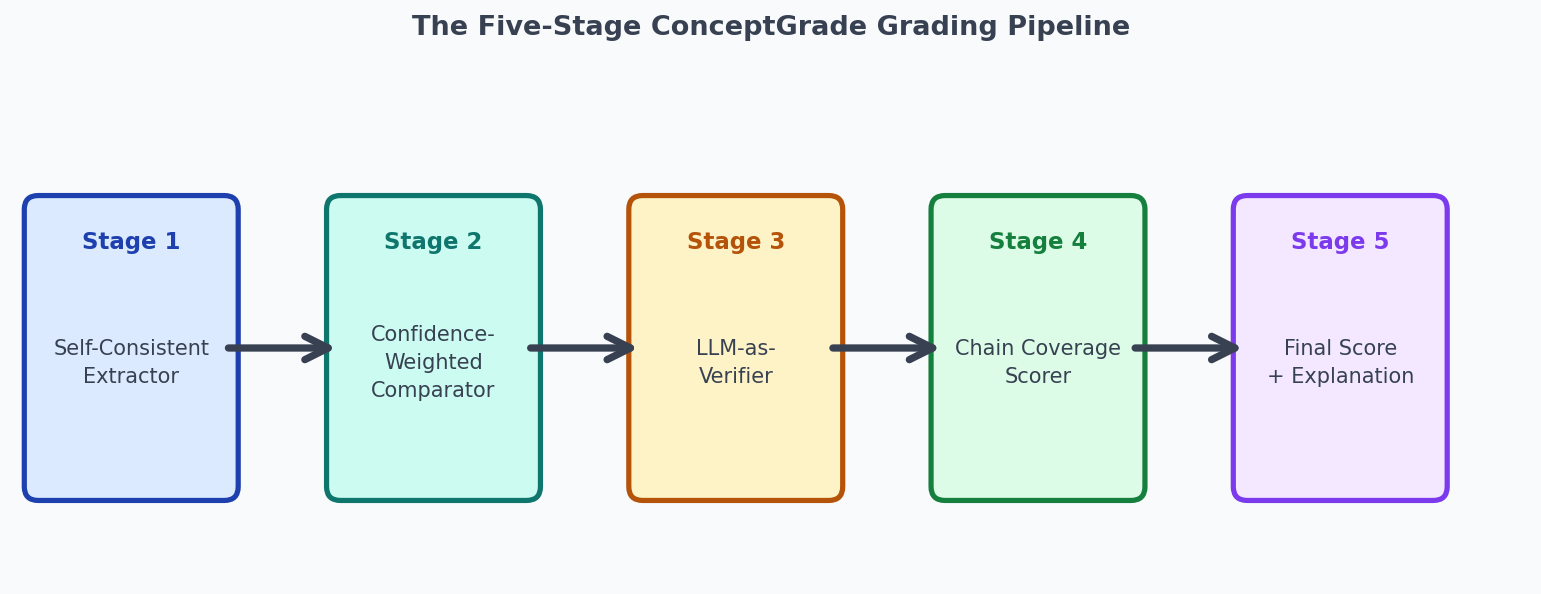 The Five-Stage ConceptGrade Grading Pipeline
Stage 1
Self-Consistent
Extractor
Stage 2
Confidence-
Weighted
Comparator
Stage 3
LLM-as-
Verifier
Stage 4
Chain Coverage
Scorer
Stage 5
Final Score
+ Explanation